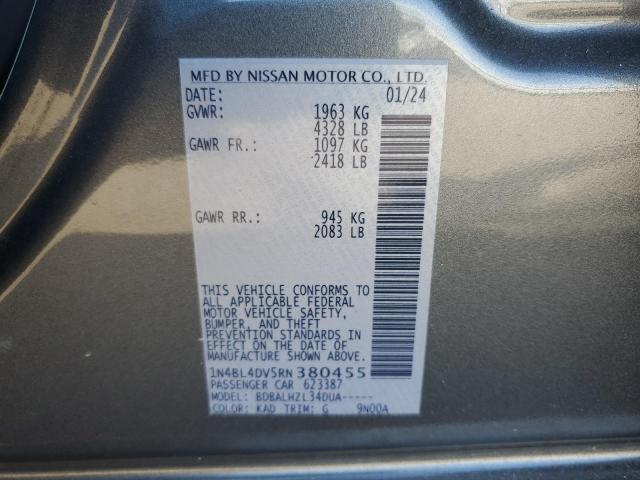 MFD BY NISSAN MOTOR CO., LTD.
DATE: 01/24
GVWR: 1963 KG
4328 LB
GAWR FR.: 1097 KG
2418 LB
GAWR RR.: 945 KG
2083 LB
THIS VEHICLE CONFORMS TO
ALL APPLICABLE FEDERAL
MOTOR VEHICLE SAFETY,
BUMPER, AND THEFT
PREVENTION STANDARDS IN
EFFECT ON THE DATE OF
MANUFACTURE SHOWN ABOVE.
1N4BL4DV5RN380455
PASSENGER CAR 623387
MODEL: BDBALHZL34DUA-----
COLOR: KAD TRIM: G 9N00A